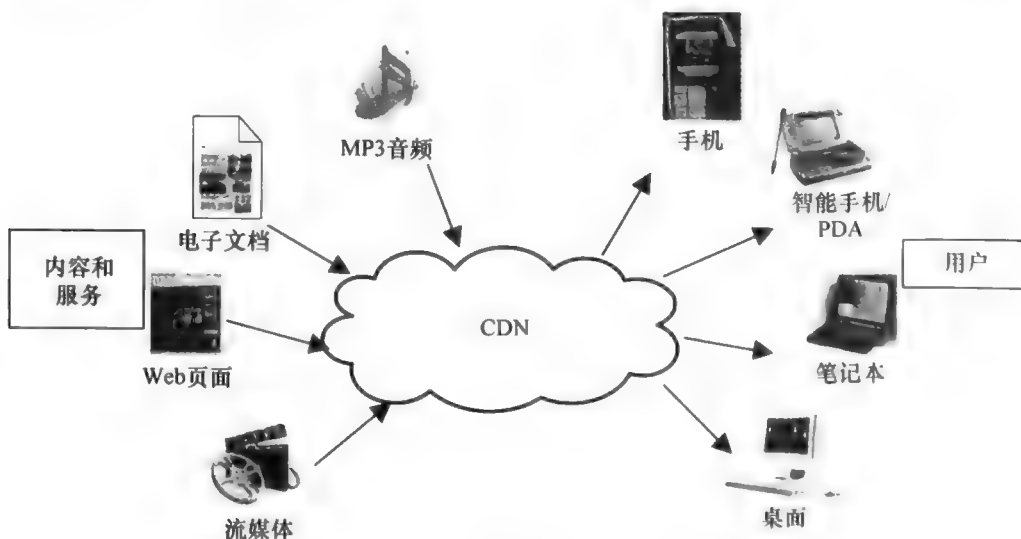 MP3音频
手机
电子文档
智能手机/
PDA
内容和
服务
用户
CDN
Web页面
笔记本
流媒体
桌面